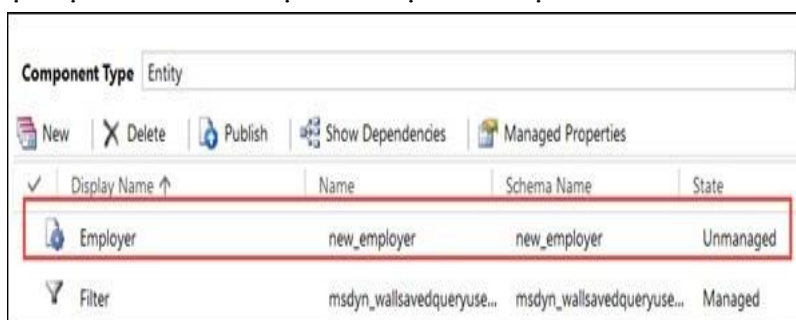 Component Type Entity
New Delete Publish Show Dependencies Managed Properties
Display Name Name Schema Name State
Employer new_employer new_employer Unmanaged
Filter msdyn_wallsavedqueryuse... msdyn_wallsavedqueryuse... Managed